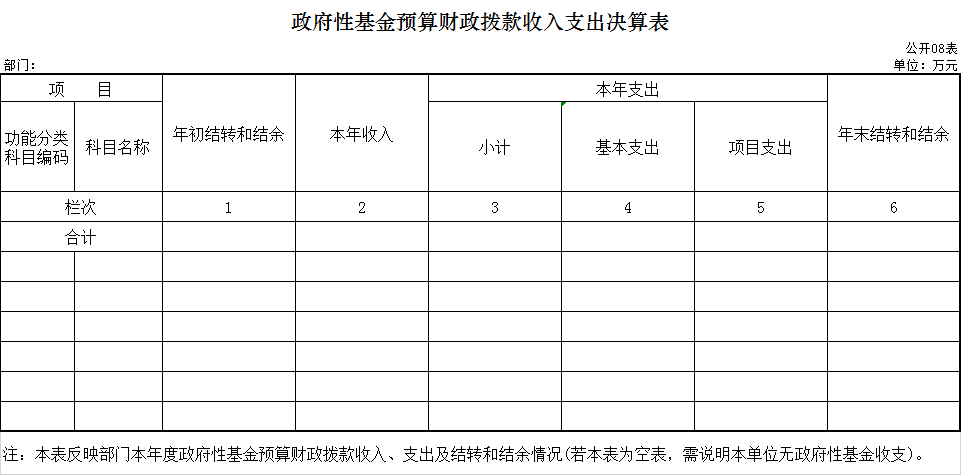 政府性基金预算财政拨款收入支出决算表
公开08表
部门：
单位：万元
项 目
年初结转和结余
本年收入
本年支出
年末结转和结余
功能分类
科目编码
科目名称
小计
基本支出
项目支出
栏次
1
2
3
4
5
6
合计
注：本表反映部门本年度政府性基金预算财政拨款收入、支出及结转和结余情况(若本表为空表，需说明本单位无政府性基金收支)。